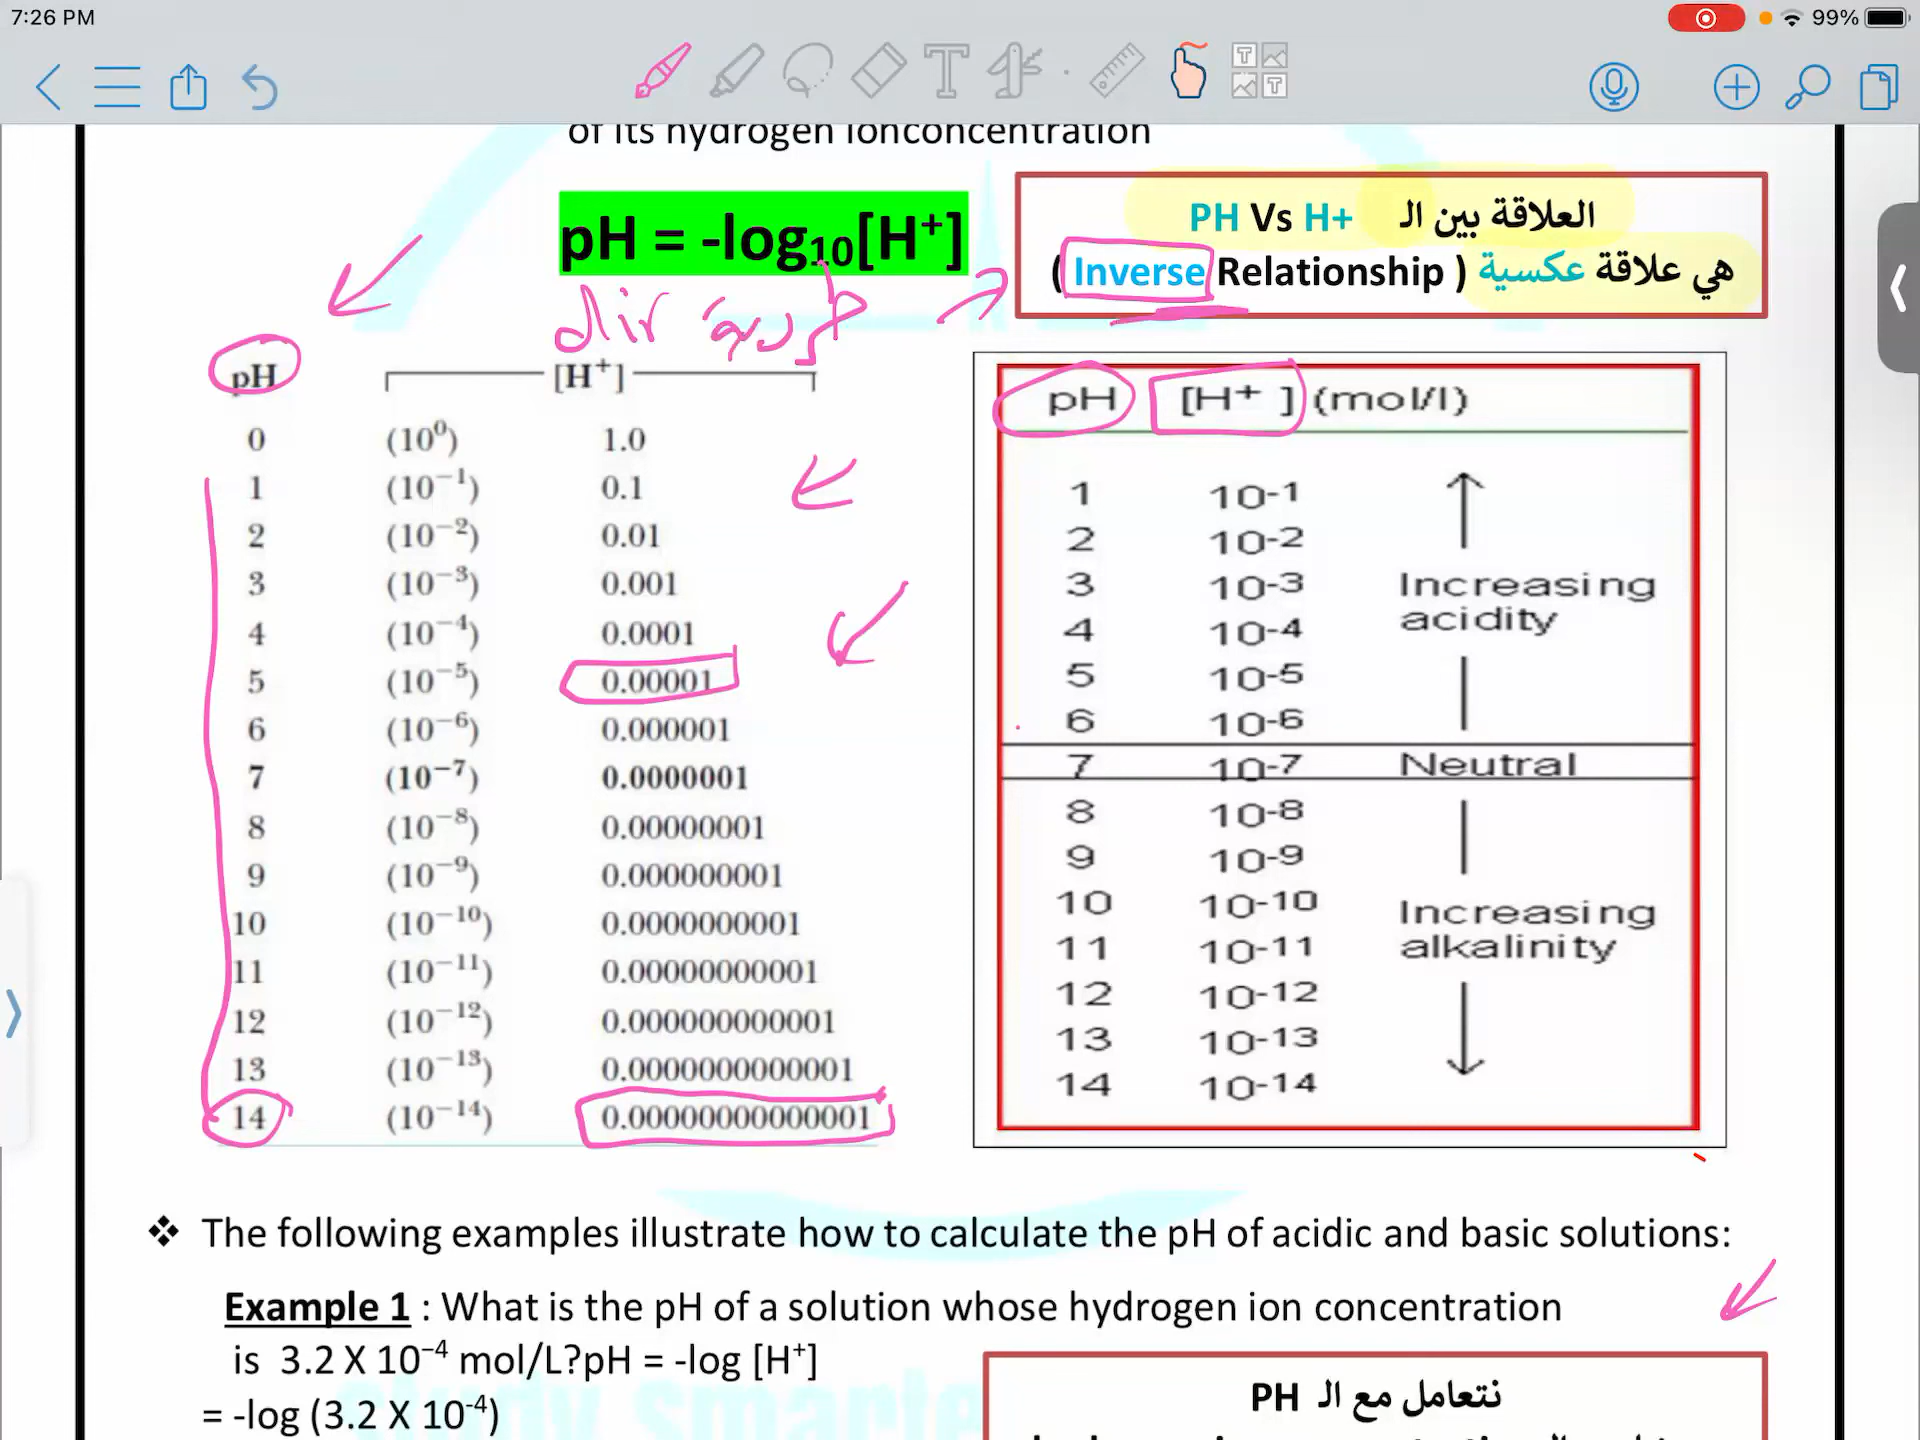 7:26 PM
99%
of its hydrogen ionconcentration
pH = -log₁₀[H⁺]
العلاقة بين الـ PH Vs H+
هي علاقة عكسية ( Inverse Relationship )
pH [H⁺]
0 (10⁰) 1.0
1 (10⁻¹) 0.1
2 (10⁻²) 0.01
3 (10⁻³) 0.001
4 (10⁻⁴) 0.0001
5 (10⁻⁵) 0.00001
6 (10⁻⁶) 0.000001
7 (10⁻⁷) 0.0000001
8 (10⁻⁸) 0.00000001
9 (10⁻⁹) 0.000000001
10 (10⁻¹⁰) 0.0000000001
11 (10⁻¹¹) 0.00000000001
12 (10⁻¹²) 0.000000000001
13 (10⁻¹³) 0.0000000000001
14 (10⁻¹⁴) 0.00000000000001
pH [H⁺ ] (mol/l)
1 10-1
2 10-2
3 10-3 Increasing
4 10-4 acidity
5 10-5
6 10-6
7 10-7 Neutral
8 10-8
9 10-9
10 10-10 Increasing
11 10-11 alkalinity
12 10-12
13 10-13
14 10-14
❖ The following examples illustrate how to calculate the pH of acidic and basic solutions:
Example 1 : What is the pH of a solution whose hydrogen ion concentration
is 3.2 X 10⁻⁴ mol/L?pH = -log [H⁺]
= -log (3.2 X 10⁻⁴)
نتعامل مع الـ PH
study smarte